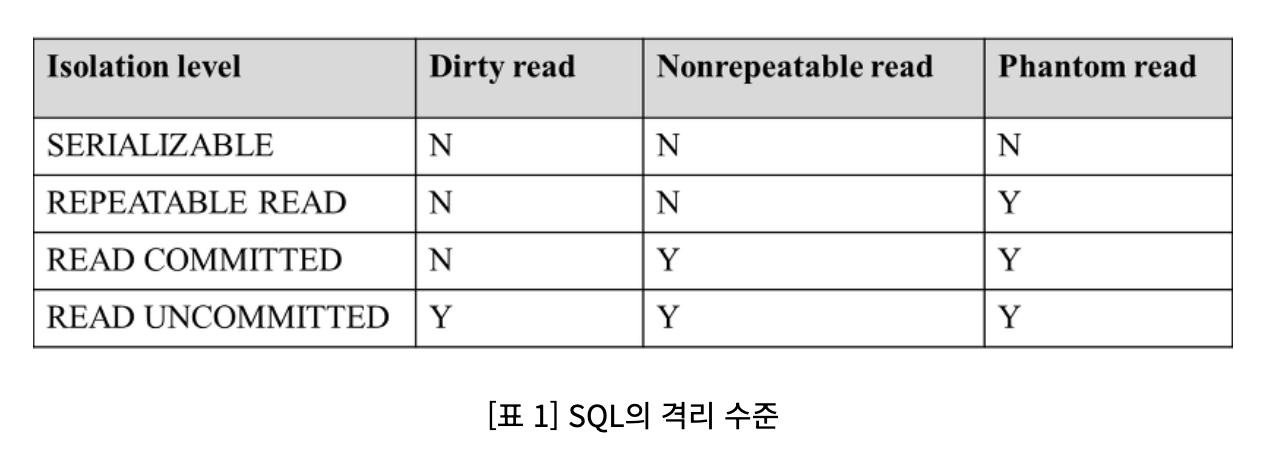 Isolation level Dirty read Nonrepeatable read Phantom read
SERIALIZABLE N N N
REPEATABLE READ N N Y
READ COMMITTED N Y Y
READ UNCOMMITTED Y Y Y
[표 1] SQL의 격리 수준